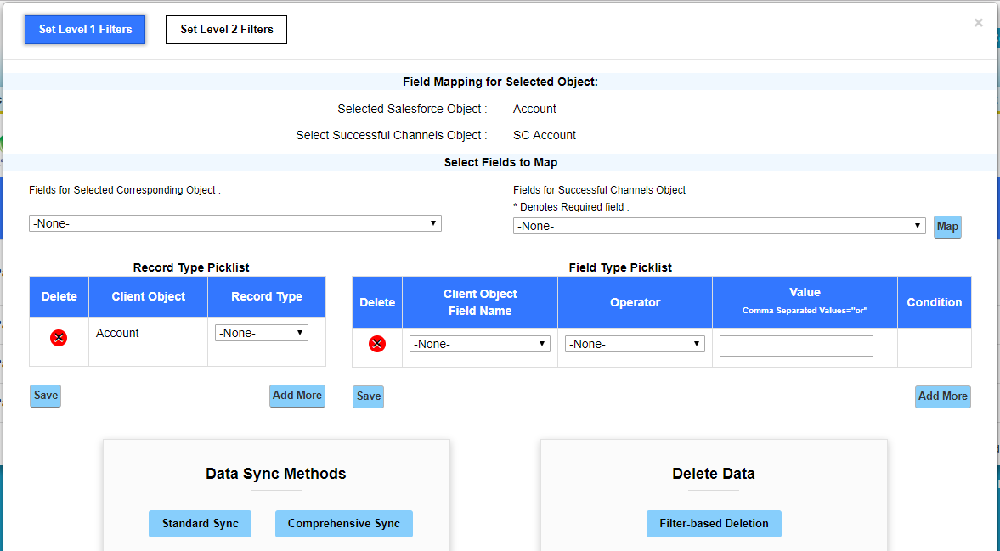 Set Level 1 Filters
Set Level 2 Filters
×
Field Mapping for Selected Object:
Selected Salesforce Object : Account
Select Successful Channels Object : SC Account
Select Fields to Map
Fields for Selected Corresponding Object :
-None-
Fields for Successful Channels Object
* Denotes Required field :
-None-
Map
Record Type Picklist
Delete Client Object Record Type
Account -None-
Save Add More
Field Type Picklist
Delete Client Object Field Name Operator Value Comma Separated Values="or" Condition
-None- -None-
Save Add More
Data Sync Methods
Standard Sync Comprehensive Sync
Delete Data
Filter-based Deletion